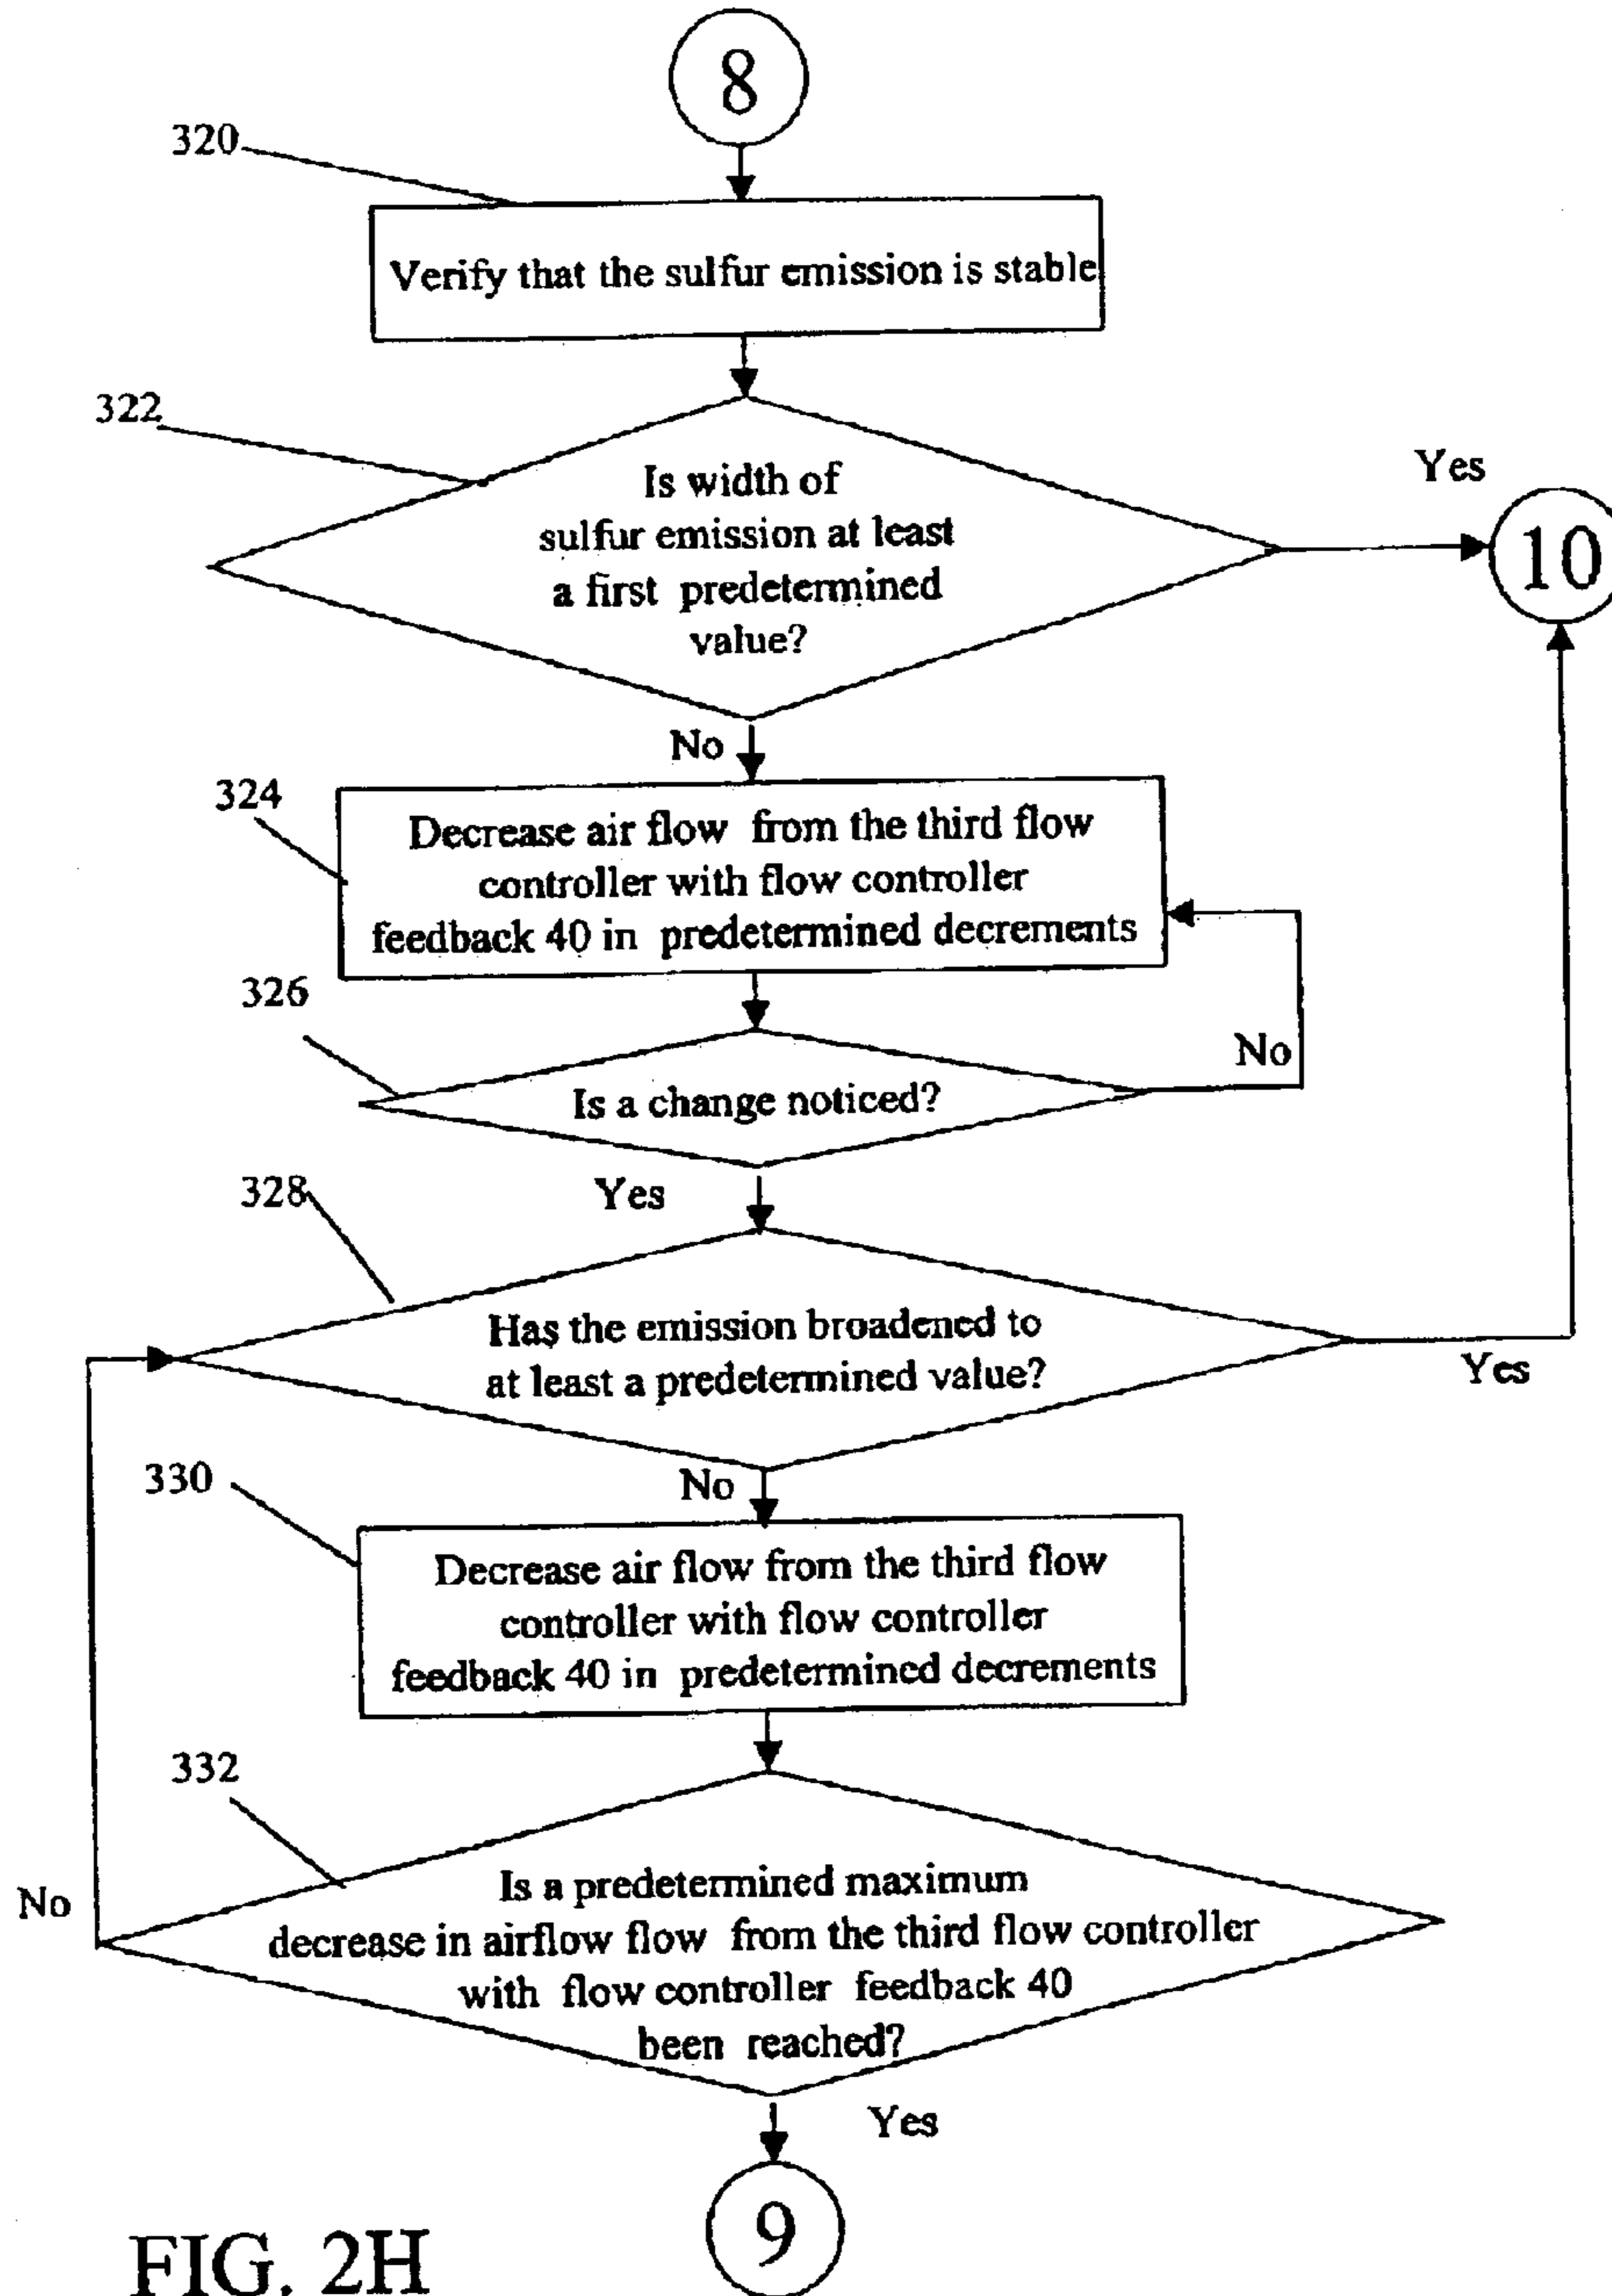 8
320
Verify that the sulfur emission is stable
322
Is width of
sulfur emission at least
a first predetermined
value?
Yes
10
No
324
Decrease air flow from the third flow
controller with flow controller
feedback 40 in predetermined decrements
326
Is a change noticed?
No
Yes
328
Has the emission broadened to
at least a predetermined value?
Yes
No
330
Decrease air flow from the third flow
controller with flow controller
feedback 40 in predetermined decrements
332
Is a predetermined maximum
decrease in airflow flow from the third flow controller
with flow controller feedback 40
been reached?
No
Yes
9
FIG. 2H